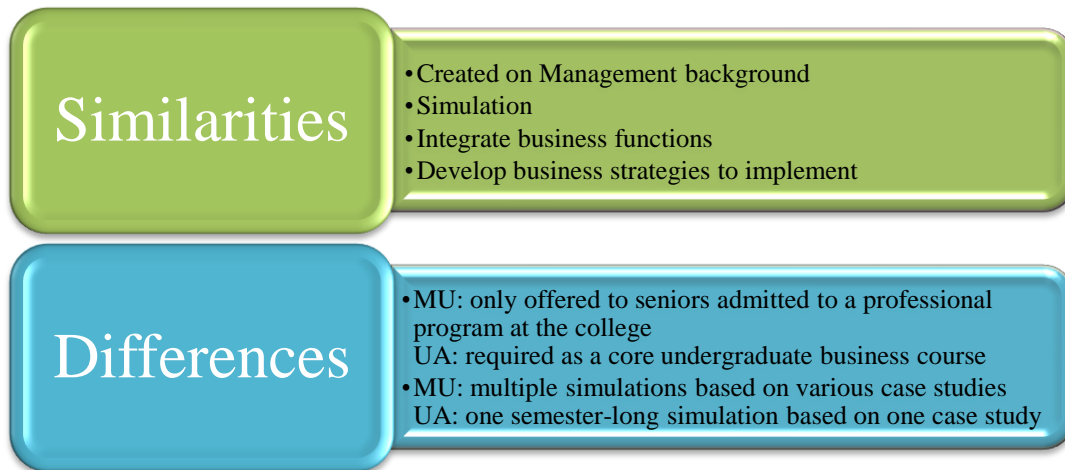 Similarities
•Created on Management background
•Simulation
•Integrate business functions
•Develop business strategies to implement
Differences
•MU: only offered to seniors admitted to a professional
program at the college
UA: required as a core undergraduate business course
•MU: multiple simulations based on various case studies
UA: one semester-long simulation based on one case study